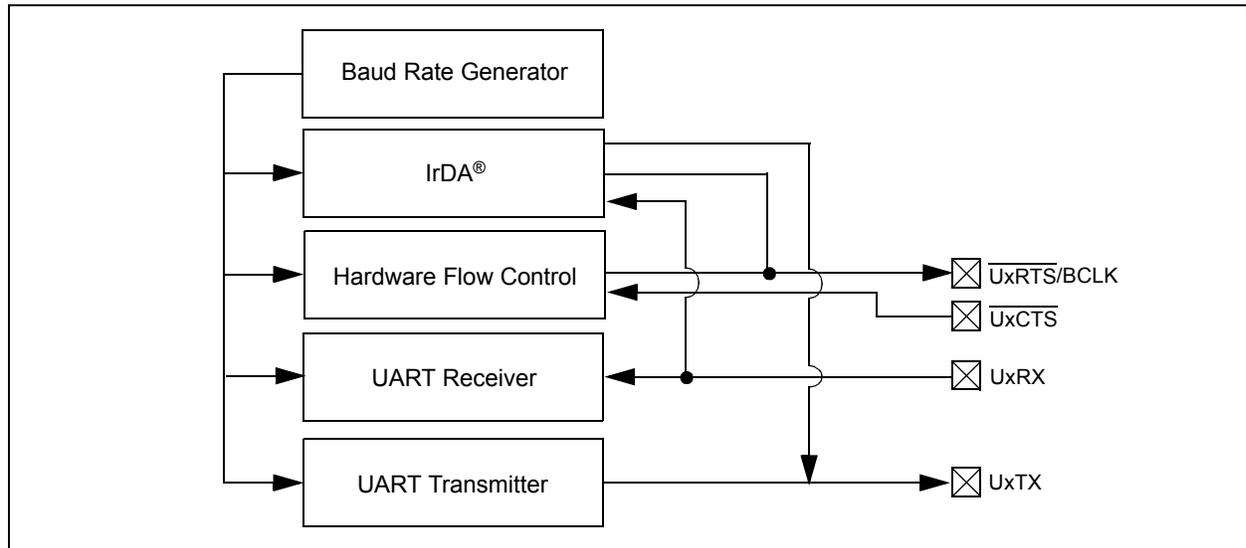 Baud Rate Generator
IrDA®
Hardware Flow Control
UxRTS/BCLK
UxCTS
UART Receiver
UxRX
UART Transmitter
UxTX